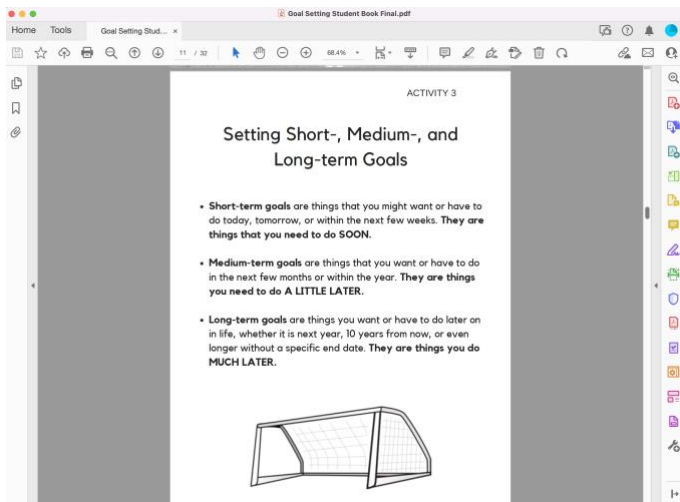 Goal Setting Student Book Final.pdf
Home Tools Goal Setting Stud... ×
11 / 32 68.4%
ACTIVITY 3
Setting Short-, Medium-, and
Long-term Goals
• Short-term goals are things that you might want or have to
do today, tomorrow, or within the next few weeks. They are
things that you need to do SOON.
• Medium-term goals are things that you want or have to do
in the next few months or within the year. They are things
you need to do A LITTLE LATER.
• Long-term goals are things you want or have to do later on
in life, whether it is next year, 10 years from now, or even
longer without a specific end date. They are things you do
MUCH LATER.